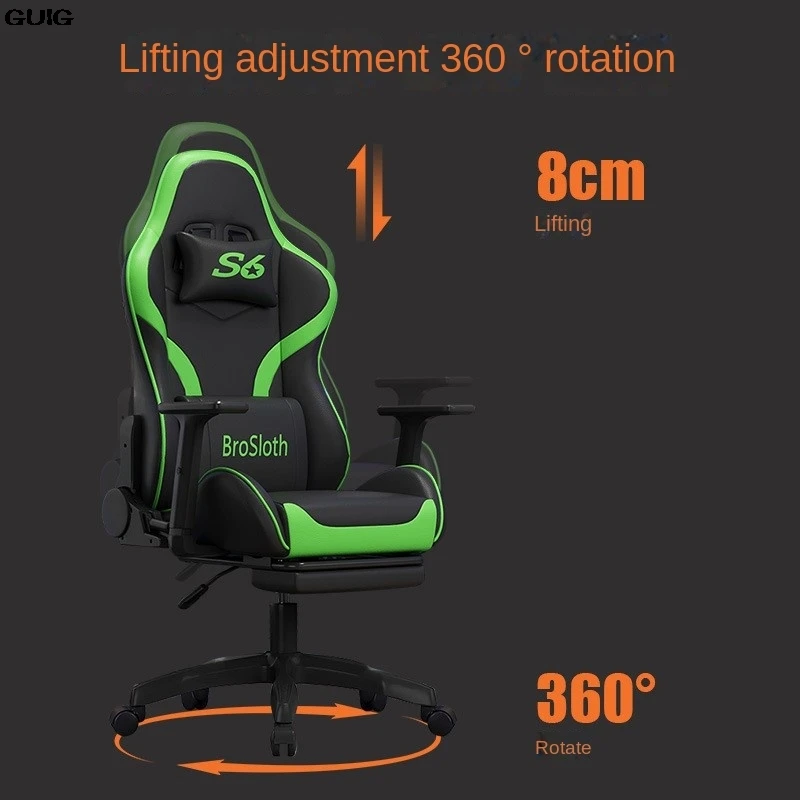 GUIG
Lifting adjustment 360 ° rotation
8cm
Lifting
S6
BroSloth
360°
Rotate